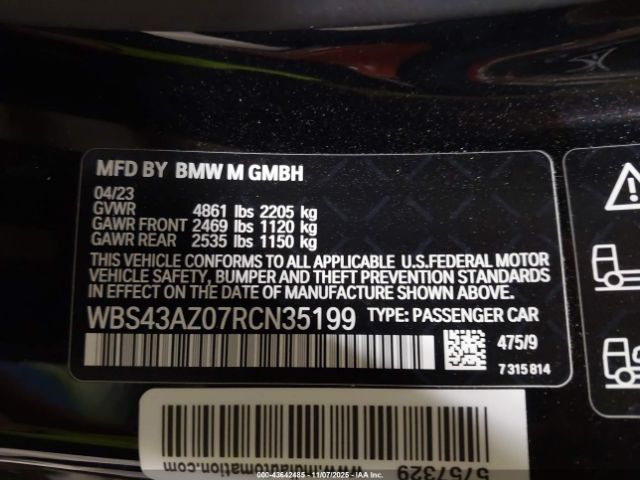 MFD BY BMW M GMBH
04/23
GVWR 4861 lbs 2205 kg
GAWR FRONT 2469 lbs 1120 kg
GAWR REAR 2535 lbs 1150 kg
THIS VEHICLE CONFORMS TO ALL APPLICABLE U.S.FEDERAL MOTOR
VEHICLE SAFETY, BUMPER AND THEFT PREVENTION STANDARDS
IN EFFECT ON THE DATE OF MANUFACTURE SHOWN ABOVE.
WBS43AZ07RCN35199 TYPE: PASSENGER CAR
475/9
7 315 814
5757329
000-43642485 - 11/07/2025 - IAA Inc.